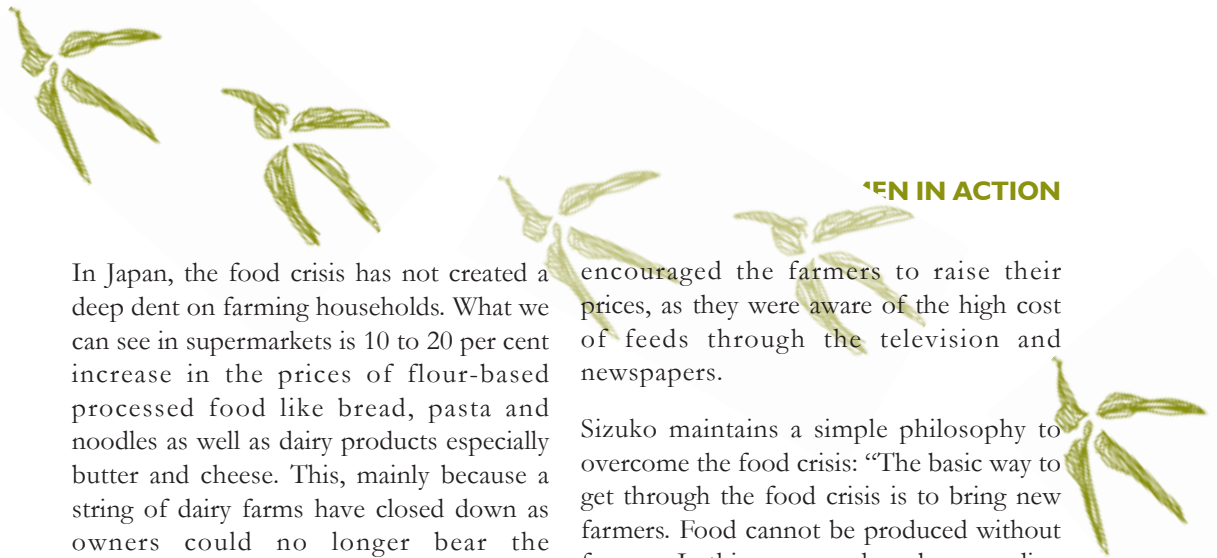 IN ACTION
In Japan, the food crisis has not created a
deep dent on farming households. What we
can see in supermarkets is 10 to 20 per cent
increase in the prices of flour-based
processed food like bread, pasta and
noodles as well as dairy products especially
butter and cheese. This, mainly because a
string of dairy farms have closed down as
owners could no longer bear the
encouraged the farmers to raise their
prices, as they were aware of the high cost
of feeds through the television and
newspapers.
Sizuko maintains a simple philosophy to
overcome the food crisis: “The basic way to
get through the food crisis is to bring new
farmers. Food cannot be produced without